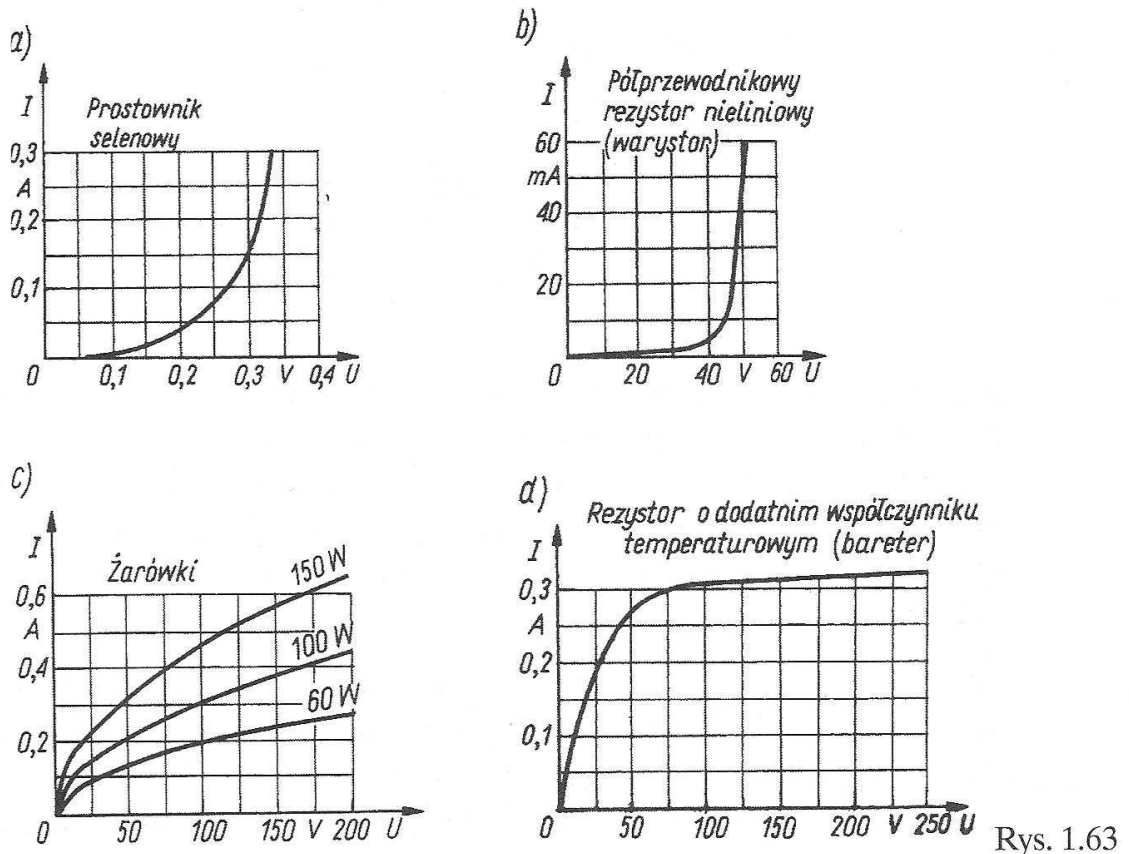 a)
I
Prostownik
selenowy
0,3
A
0,2
0,1
0 0,1 0,2 0,3 V 0,4 U
b)
I
Półprzewodnikowy
rezystor nieliniowy
(warystor)
60
mA
40
20
0 20 40 V 60 U
c)
I
Żarówki
150 W
0,6
A
100 W
0,4
60 W
0,2
0 50 100 V 200 U
d)
Rezystor o dodatnim współczynniku
temperaturowym (bareter)
I
0,3
A
0,2
0,1
0 50 100 150 200 V 250 U
Rys. 1.63